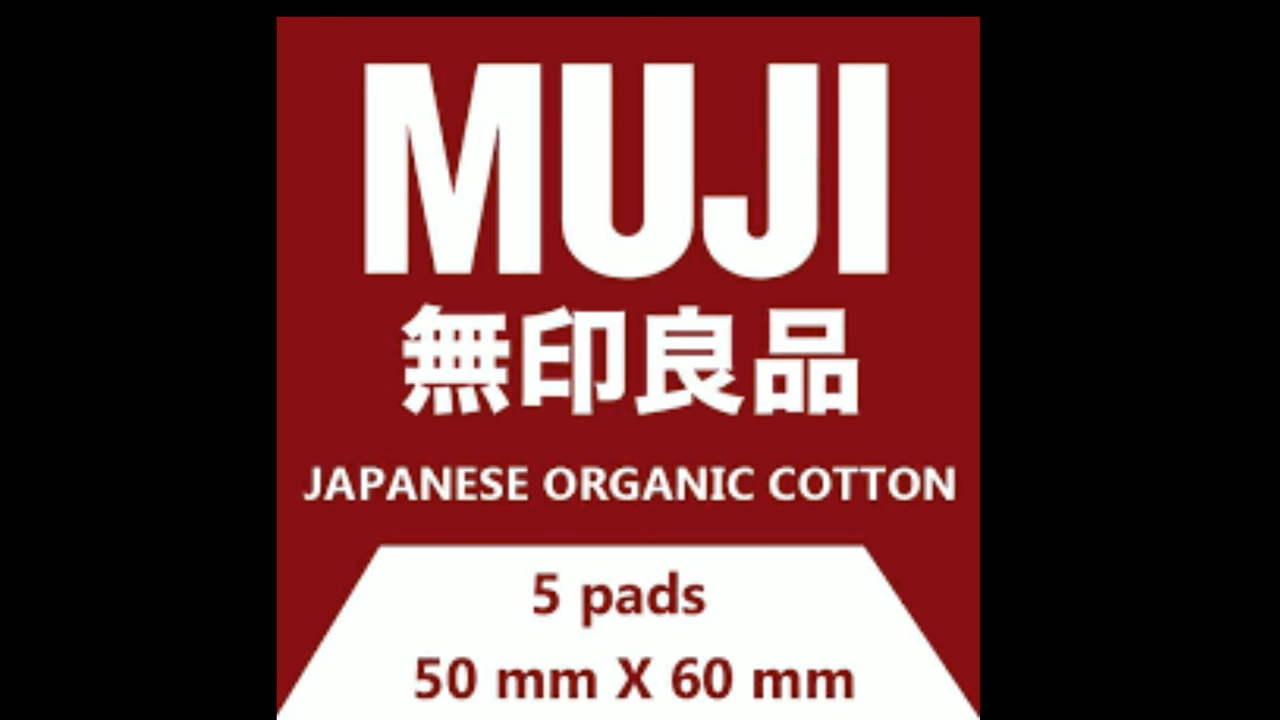 MUJI
無印良品
JAPANESE ORGANIC COTTON
5 pads
50 mm X 60 mm